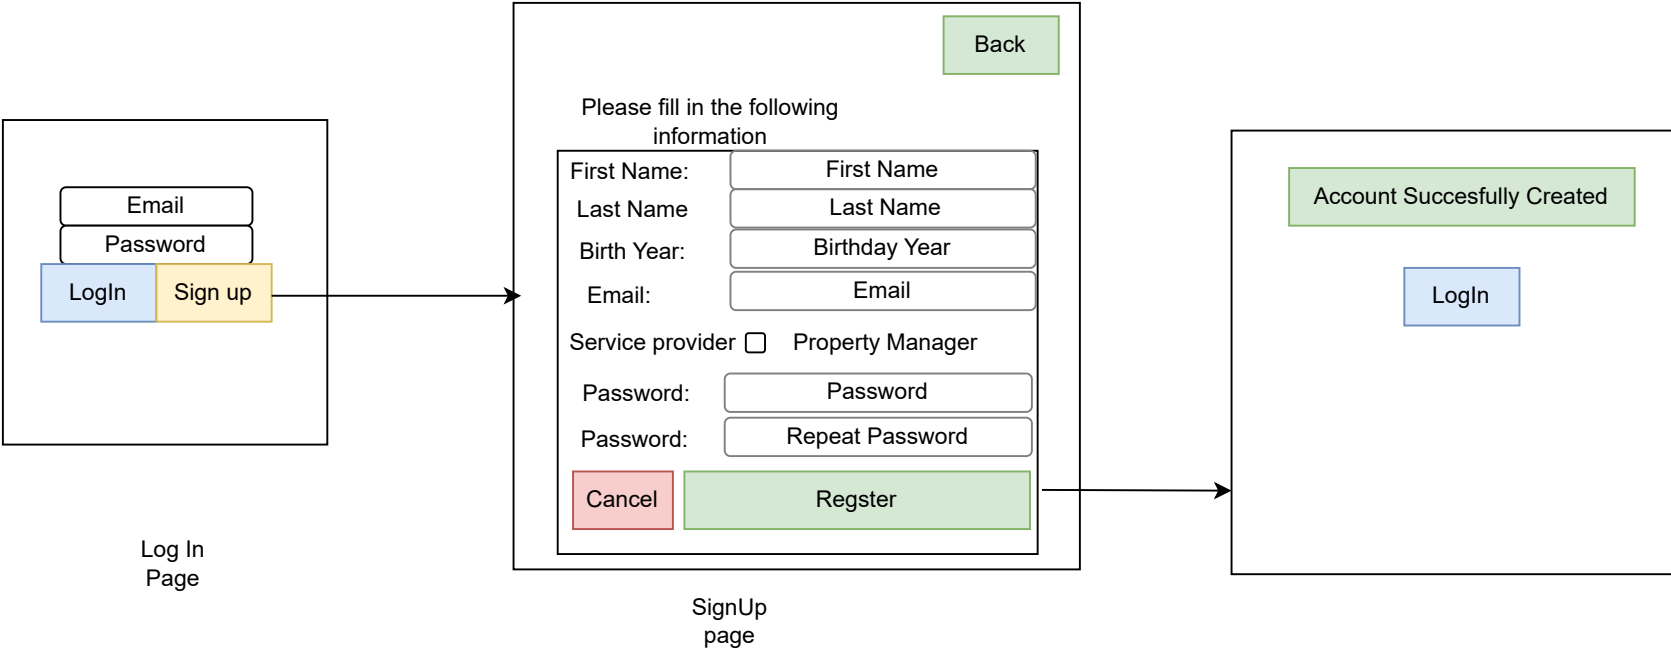 Email
Password
LogIn
Sign up
Log In
Page
Back
Please fill in the following
information
First Name:
First Name
Last Name
Last Name
Birth Year:
Birthday Year
Email:
Email
Service provider
Property Manager
Password:
Password
Password:
Repeat Password
Cancel
Regster
SignUp
page
Account Succesfully Created
LogIn